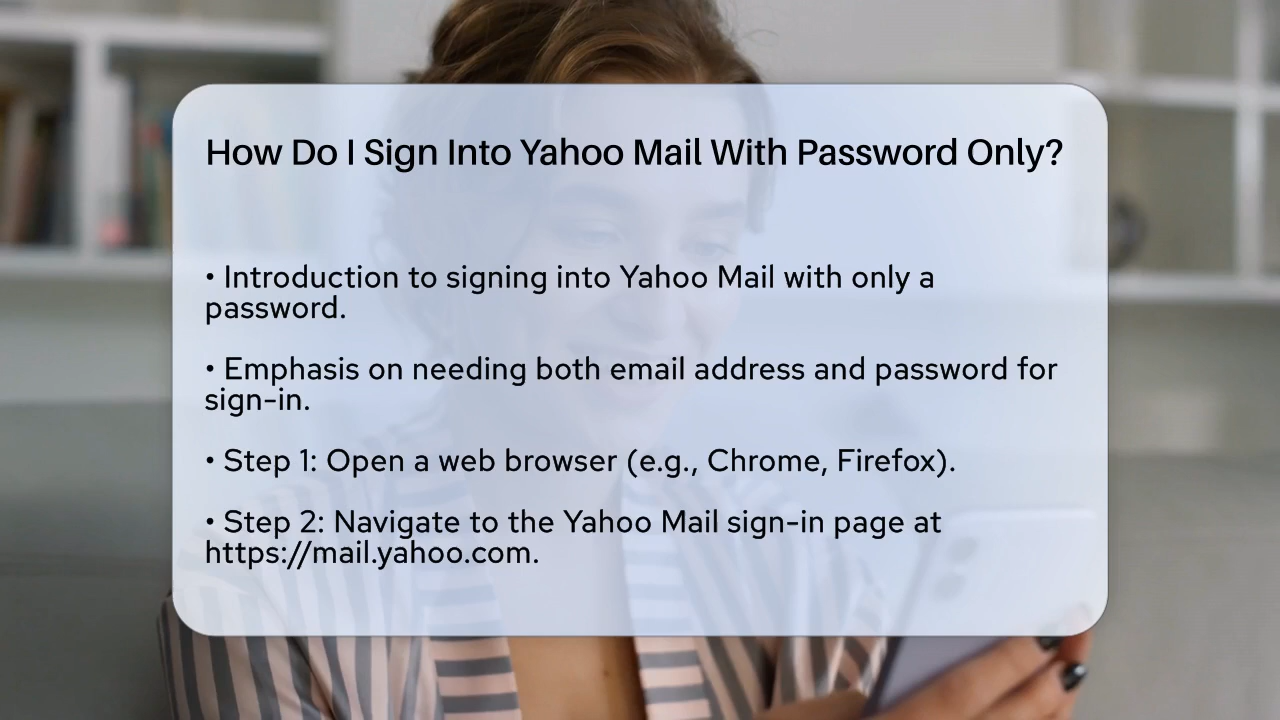 How Do I Sign Into Yahoo Mail With Password Only?
• Introduction to signing into Yahoo Mail with only a
password.
• Emphasis on needing both email address and password for
sign-in.
• Step 1: Open a web browser (e.g., Chrome, Firefox).
• Step 2: Navigate to the Yahoo Mail sign-in page at
https://mail.yahoo.com.